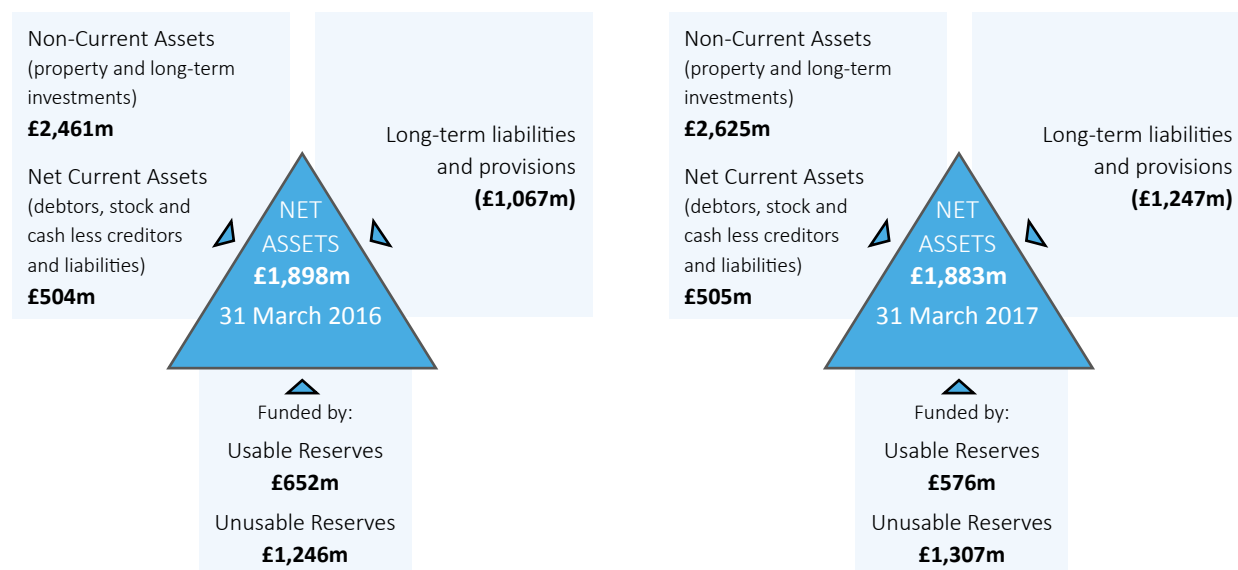 Non-Current Assets
(property and long-term
investments)
£2,461m
Net Current Assets
(debtors, stock and
cash less creditors
and liabilities)
£504m
Long-term liabilities
and provisions
(£1,067m)
NET
ASSETS
£1,898m
31 March 2016
Funded by:
Usable Reserves
£652m
Unusable Reserves
£1,246m
Non-Current Assets
(property and long-term
investments)
£2,625m
Net Current Assets
(debtors, stock and
cash less creditors
and liabilities)
£505m
Long-term liabilities
and provisions
(£1,247m)
NET
ASSETS
£1,883m
31 March 2017
Funded by:
Usable Reserves
£576m
Unusable Reserves
£1,307m